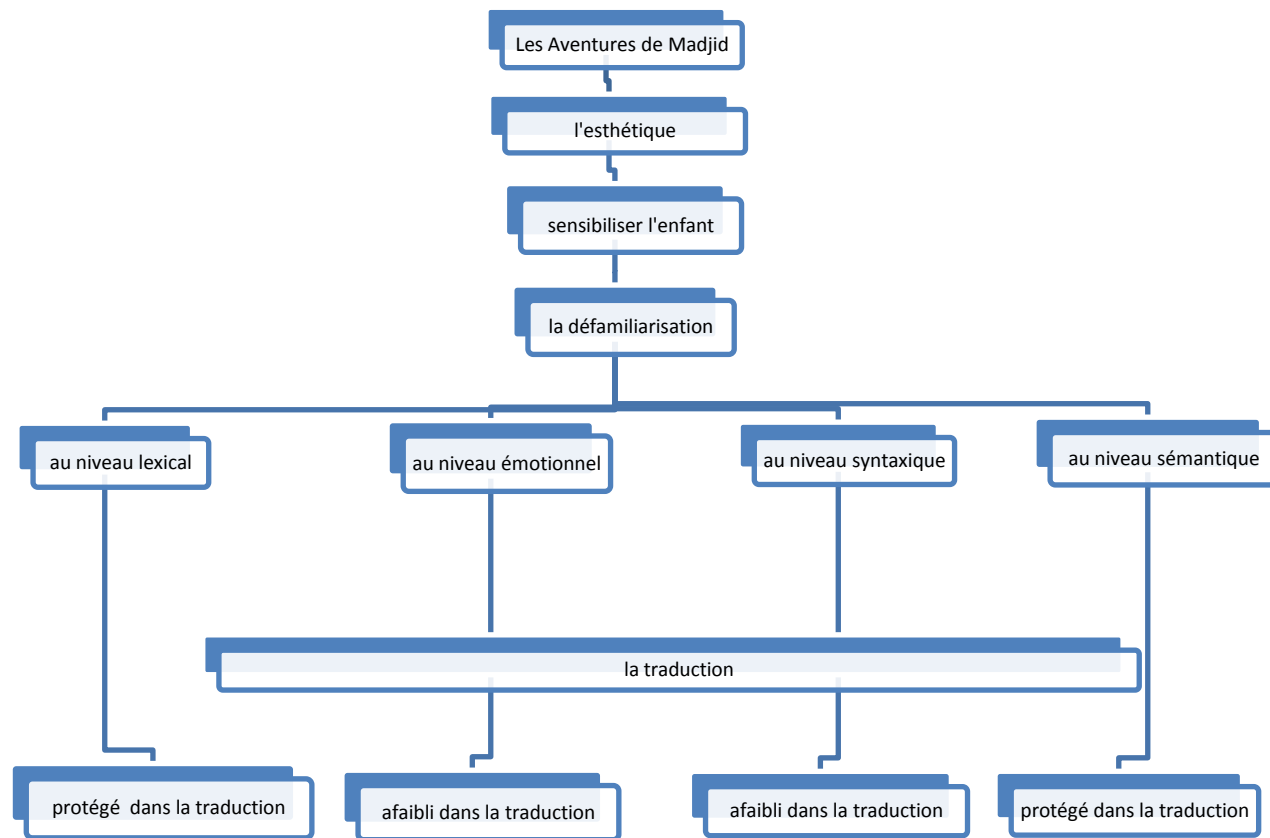 Les Aventures de Madjid
l'esthétique
sensibiliser l'enfant
la défamiliarisation
au niveau lexical
au niveau émotionnel
au niveau syntaxique
au niveau sémantique
la traduction
protégé dans la traduction
afaibli dans la traduction
afaibli dans la traduction
protégé dans la traduction